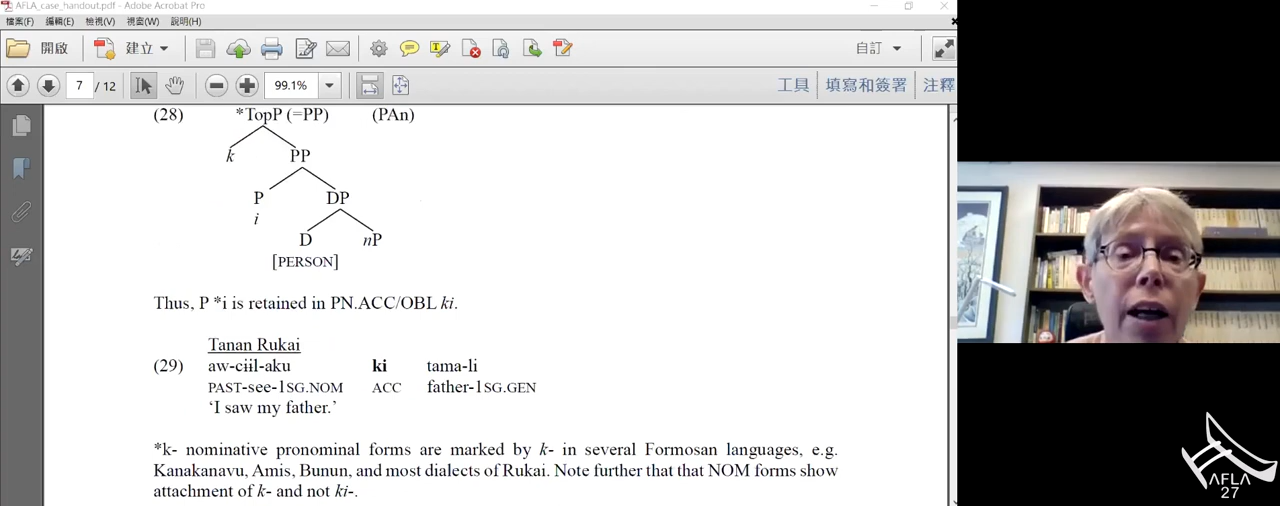 AFLA_case_handout.pdf - Adobe Acrobat Pro
檔案(F) 編輯(E) 檢視(V) 視窗(W) 說明(H)
開啟 建立 自訂
7 / 12 99.1% 工具 填寫和簽署 注釋
(28) *TopP (=PP) (PAn)
k PP
P DP
i
D nP
[PERSON]
Thus, P *i is retained in PN.ACC/OBL ki.
Tanan Rukai
(29) aw-ciil-aku ki tama-li
PAST-see-1SG.NOM ACC father-1SG.GEN
‘I saw my father.’
*k- nominative pronominal forms are marked by k- in several Formosan languages, e.g.
Kanakanavu, Amis, Bunun, and most dialects of Rukai. Note further that that NOM forms show
attachment of k- and not ki-.
AFLA
27